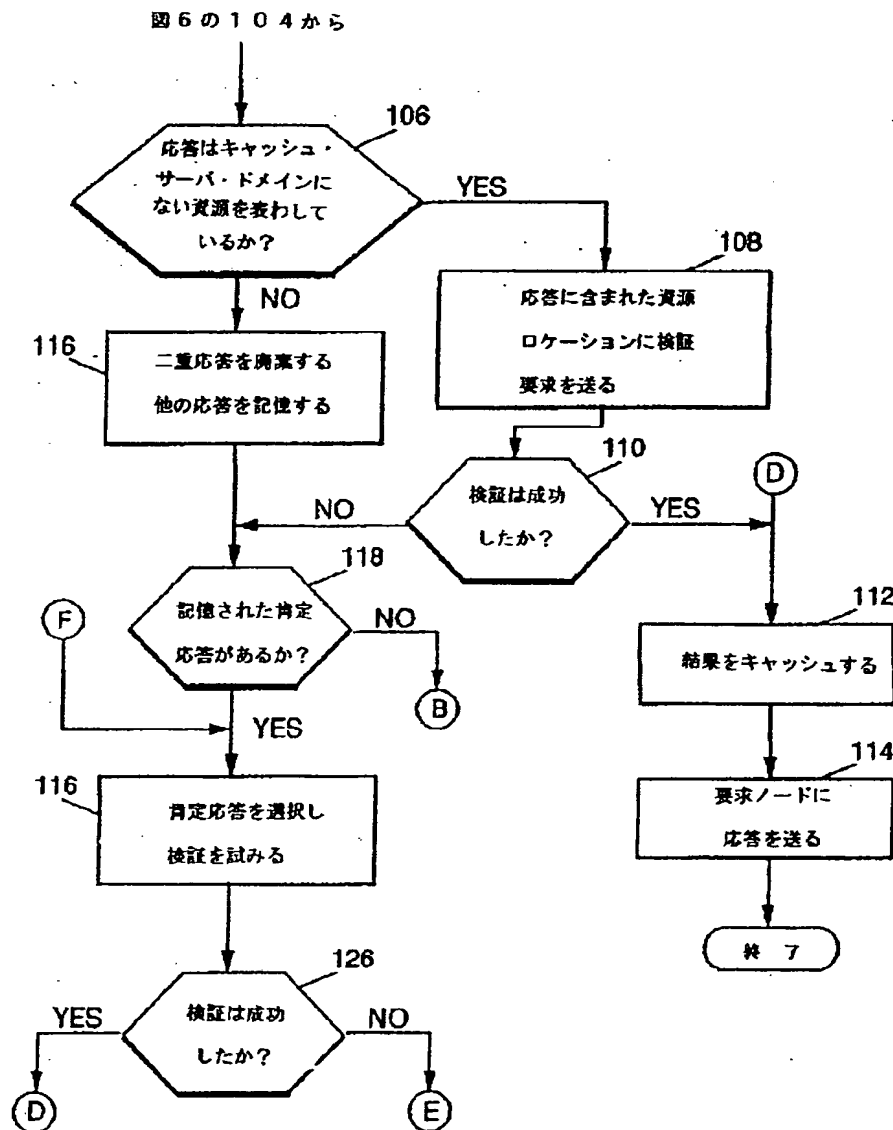 図6の104から
106
応答はキャッシュ・
サーバ・ドメインに
ない資源を表わして
いるか?
YES
NO
108
応答に含まれた資源
ロケーションに検証
要求を送る
116
二重応答を廃棄する
他の応答を記憶する
110
検証は成功
したか?
NO
YES
D
118
記憶された肯定
応答があるか?
F
NO
B
YES
112
結果をキャッシュする
116
肯定応答を選択し
検証を試みる
114
要求ノードに
応答を送る
終了
126
検証は成功
したか?
YES
NO
D
E